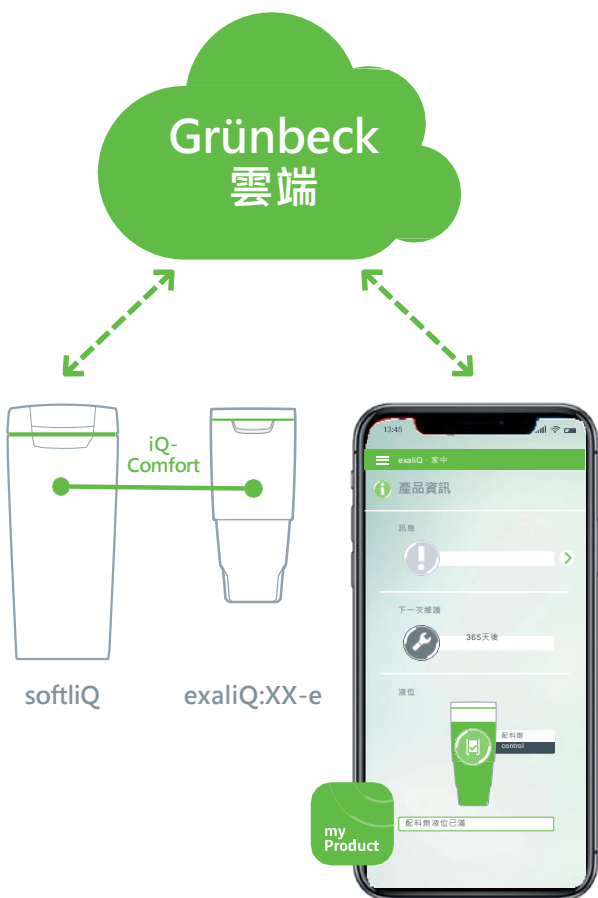 Grünbeck
雲端
iQ-
Comfort
softliQ
exaliQ:XX-e
13:45
exaliQ - 家中
i
產品資訊
訊息
!
下一次維護
365天後
液位
配料劑
control
配料劑液位已滿
my
Product